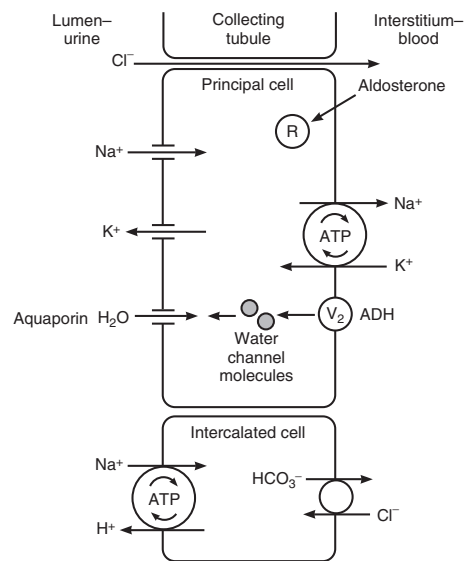 Lumen–
urine
Collecting
tubule
Interstitium–
blood
Cl⁻
Principal cell
Aldosterone
R
Na⁺
Na⁺
K⁺
ATP
K⁺
Aquaporin H₂O
V₂ ADH
Water
channel
molecules
Intercalated cell
Na⁺
HCO₃⁻
ATP
H⁺
Cl⁻